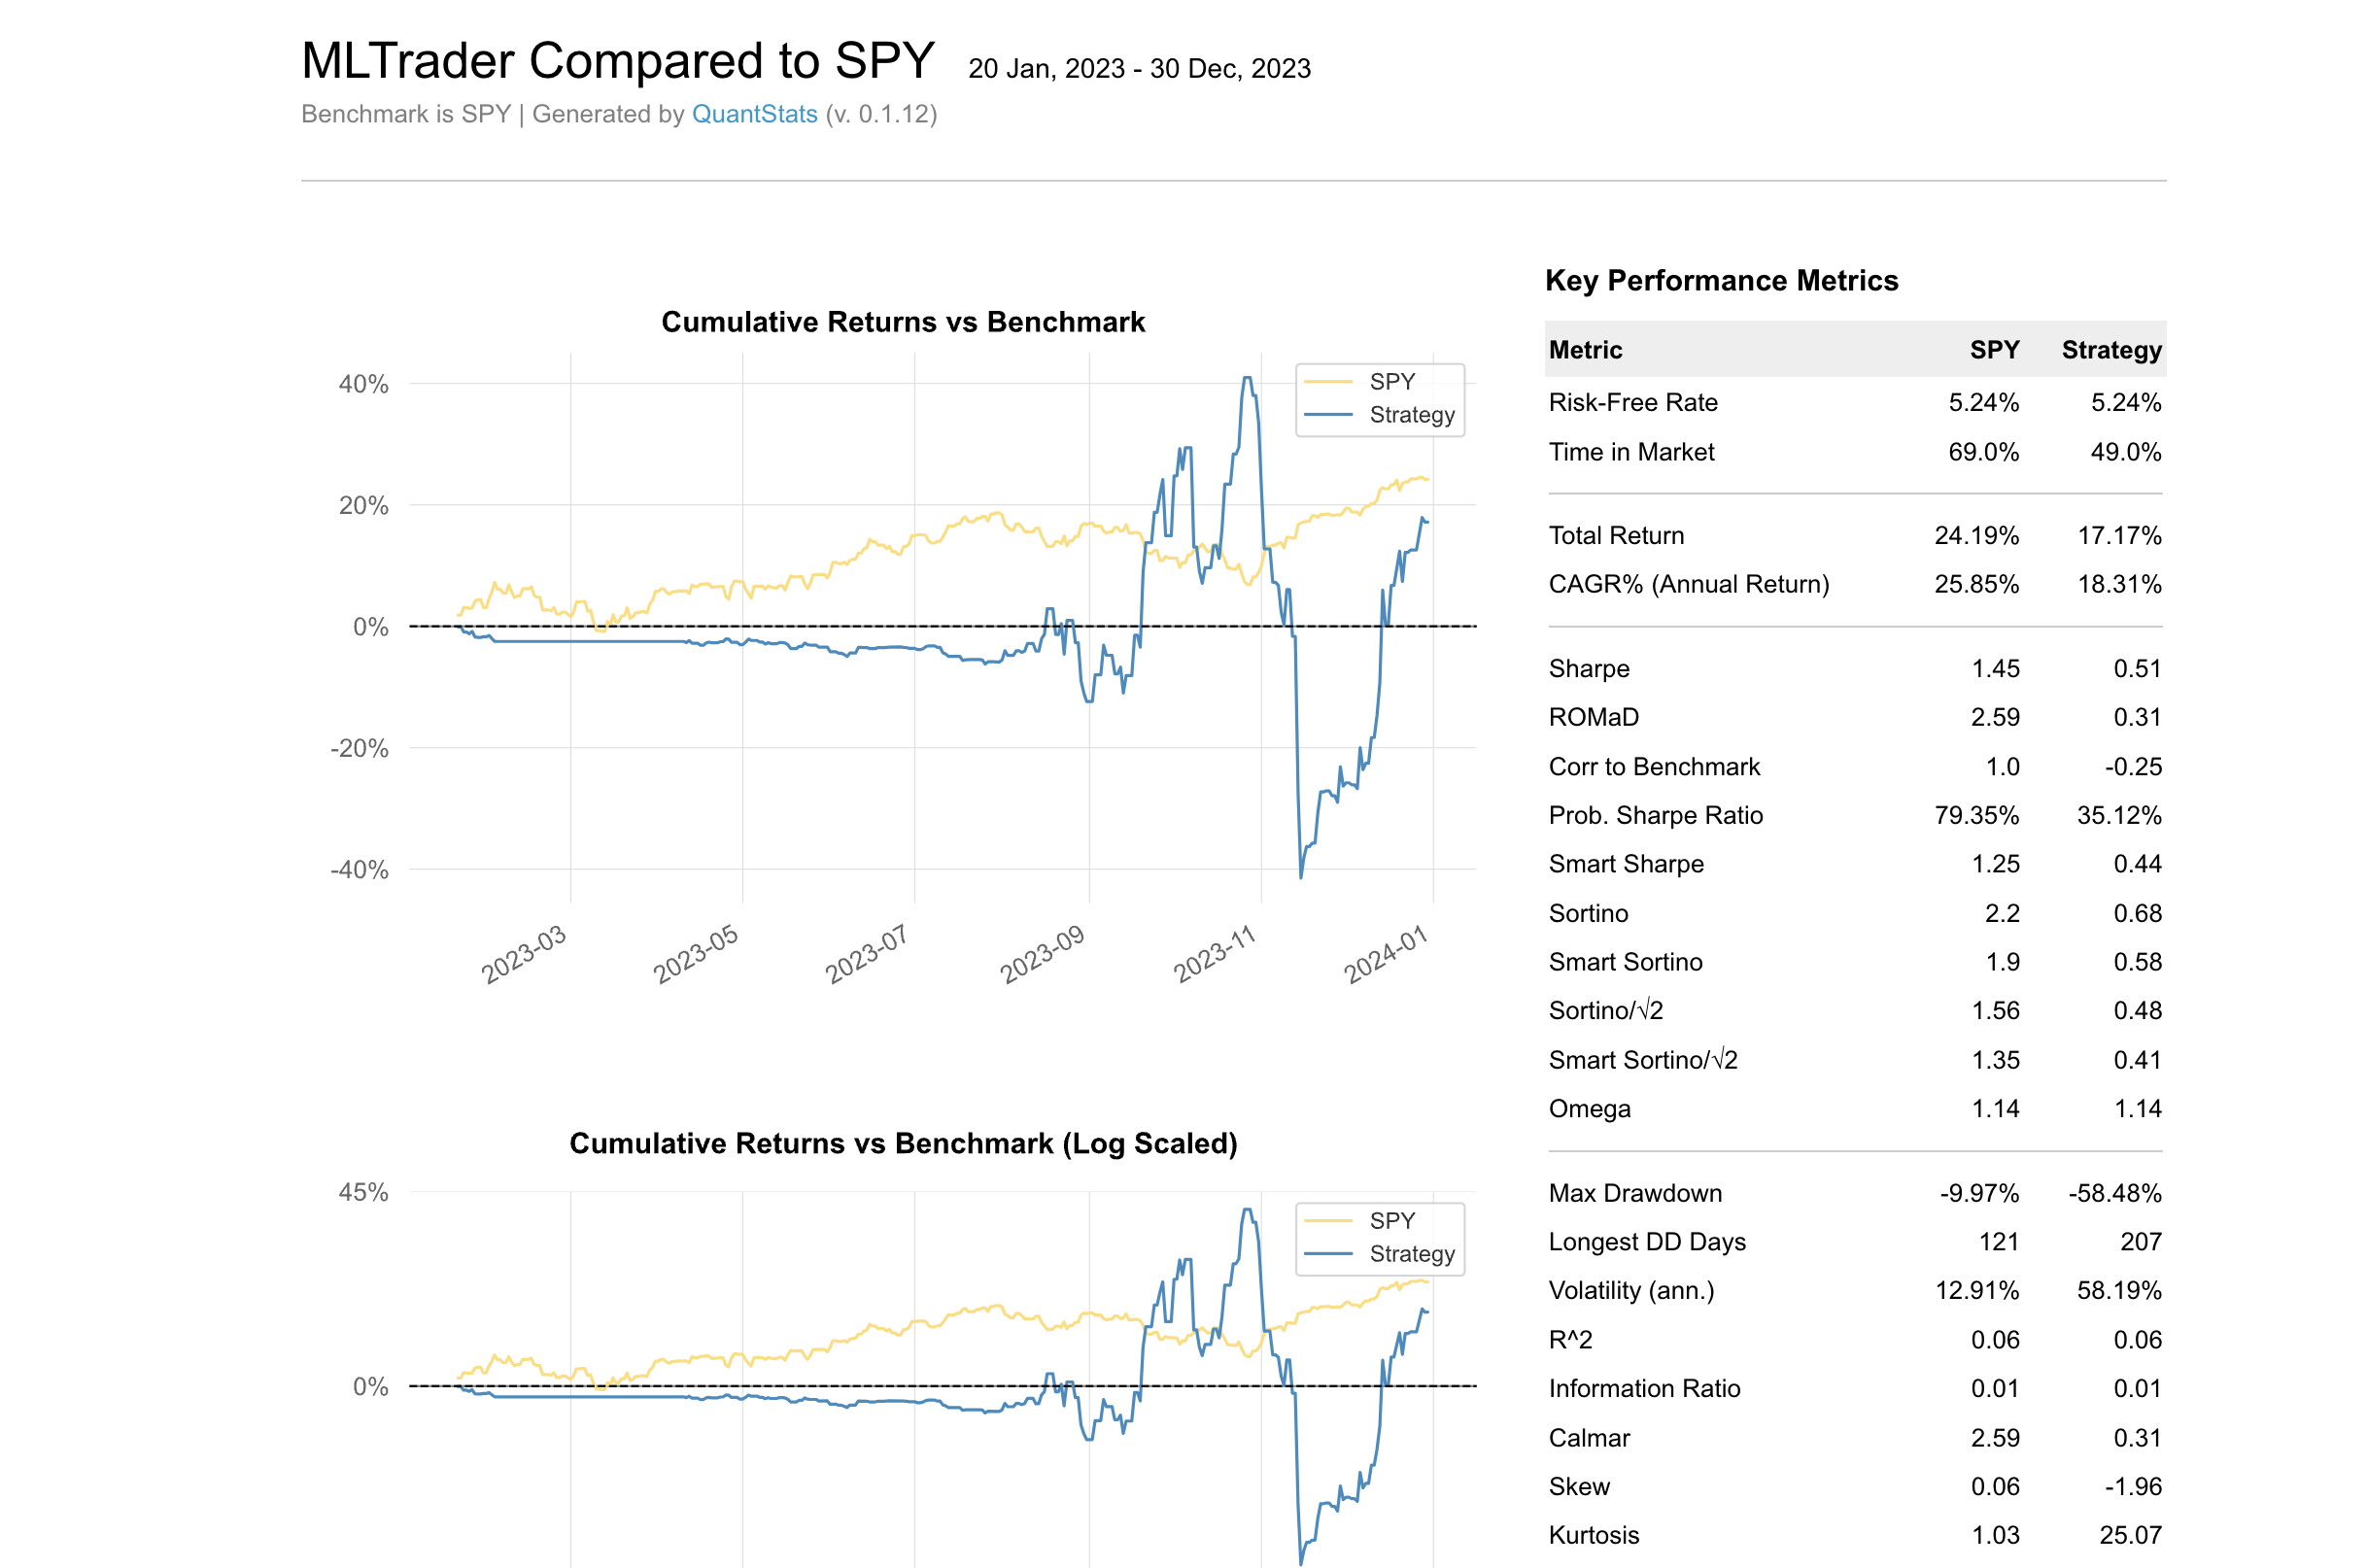 MLTrader Compared to SPY 20 Jan, 2023 - 30 Dec, 2023
Benchmark is SPY | Generated by QuantStats (v. 0.1.12)
Cumulative Returns vs Benchmark
40%
20%
0%
-20%
-40%
SPY
Strategy
2023-03
2023-05
2023-07
2023-09
2023-11
2024-01
Cumulative Returns vs Benchmark (Log Scaled)
45%
0%
SPY
Strategy
Key Performance Metrics
Metric SPY Strategy
Risk-Free Rate 5.24% 5.24%
Time in Market 69.0% 49.0%
Total Return 24.19% 17.17%
CAGR% (Annual Return) 25.85% 18.31%
Sharpe 1.45 0.51
ROMaD 2.59 0.31
Corr to Benchmark 1.0 -0.25
Prob. Sharpe Ratio 79.35% 35.12%
Smart Sharpe 1.25 0.44
Sortino 2.2 0.68
Smart Sortino 1.9 0.58
Sortino/√2 1.56 0.48
Smart Sortino/√2 1.35 0.41
Omega 1.14 1.14
Max Drawdown -9.97% -58.48%
Longest DD Days 121 207
Volatility (ann.) 12.91% 58.19%
R^2 0.06 0.06
Information Ratio 0.01 0.01
Calmar 2.59 0.31
Skew 0.06 -1.96
Kurtosis 1.03 25.07